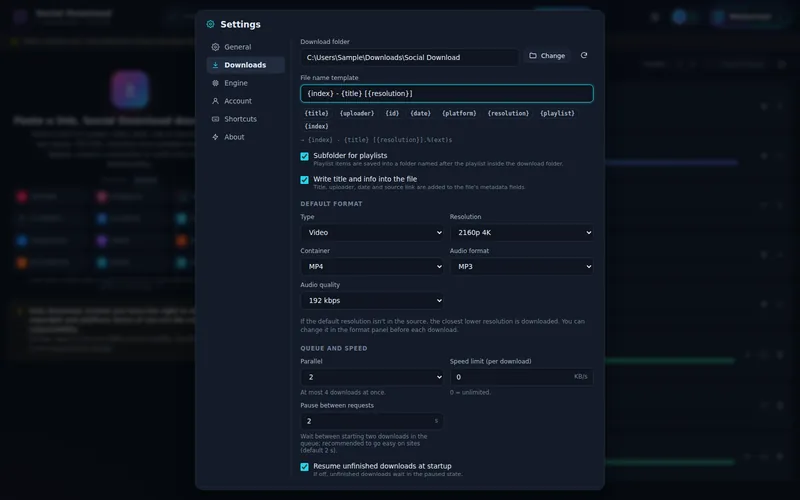 Settings
General
Downloads
Engine
Account
Shortcuts
About
Download folder
C:\Users\Sample\Downloads\Social Download
Change
File name template
{index} - {title} [{resolution}]
{title} {uploader} {id} {date} {platform} {resolution} {playlist}
{index}
→ {index} - {title} [{resolution}].%(ext)s
Subfolder for playlists
Playlist items are saved into a folder named after the playlist inside the download folder.
Write title and info into the file
Title, uploader, date and source link are added to the file's metadata fields.
DEFAULT FORMAT
Type
Resolution
Video
2160p 4K
Container
Audio format
MP4
MP3
Audio quality
192 kbps
If the default resolution isn't in the source, the closest lower resolution is downloaded. You can
change it in the format panel before each download.
QUEUE AND SPEED
Parallel
Speed limit (per download)
2
0
KB/s
At most 4 downloads at once.
0 = unlimited.
Pause between requests
2
s
Wait between starting two downloads in the
queue; recommended to go easy on sites
(default 2 s).
Resume unfinished downloads at startup
If off, unfinished downloads wait in the paused state.